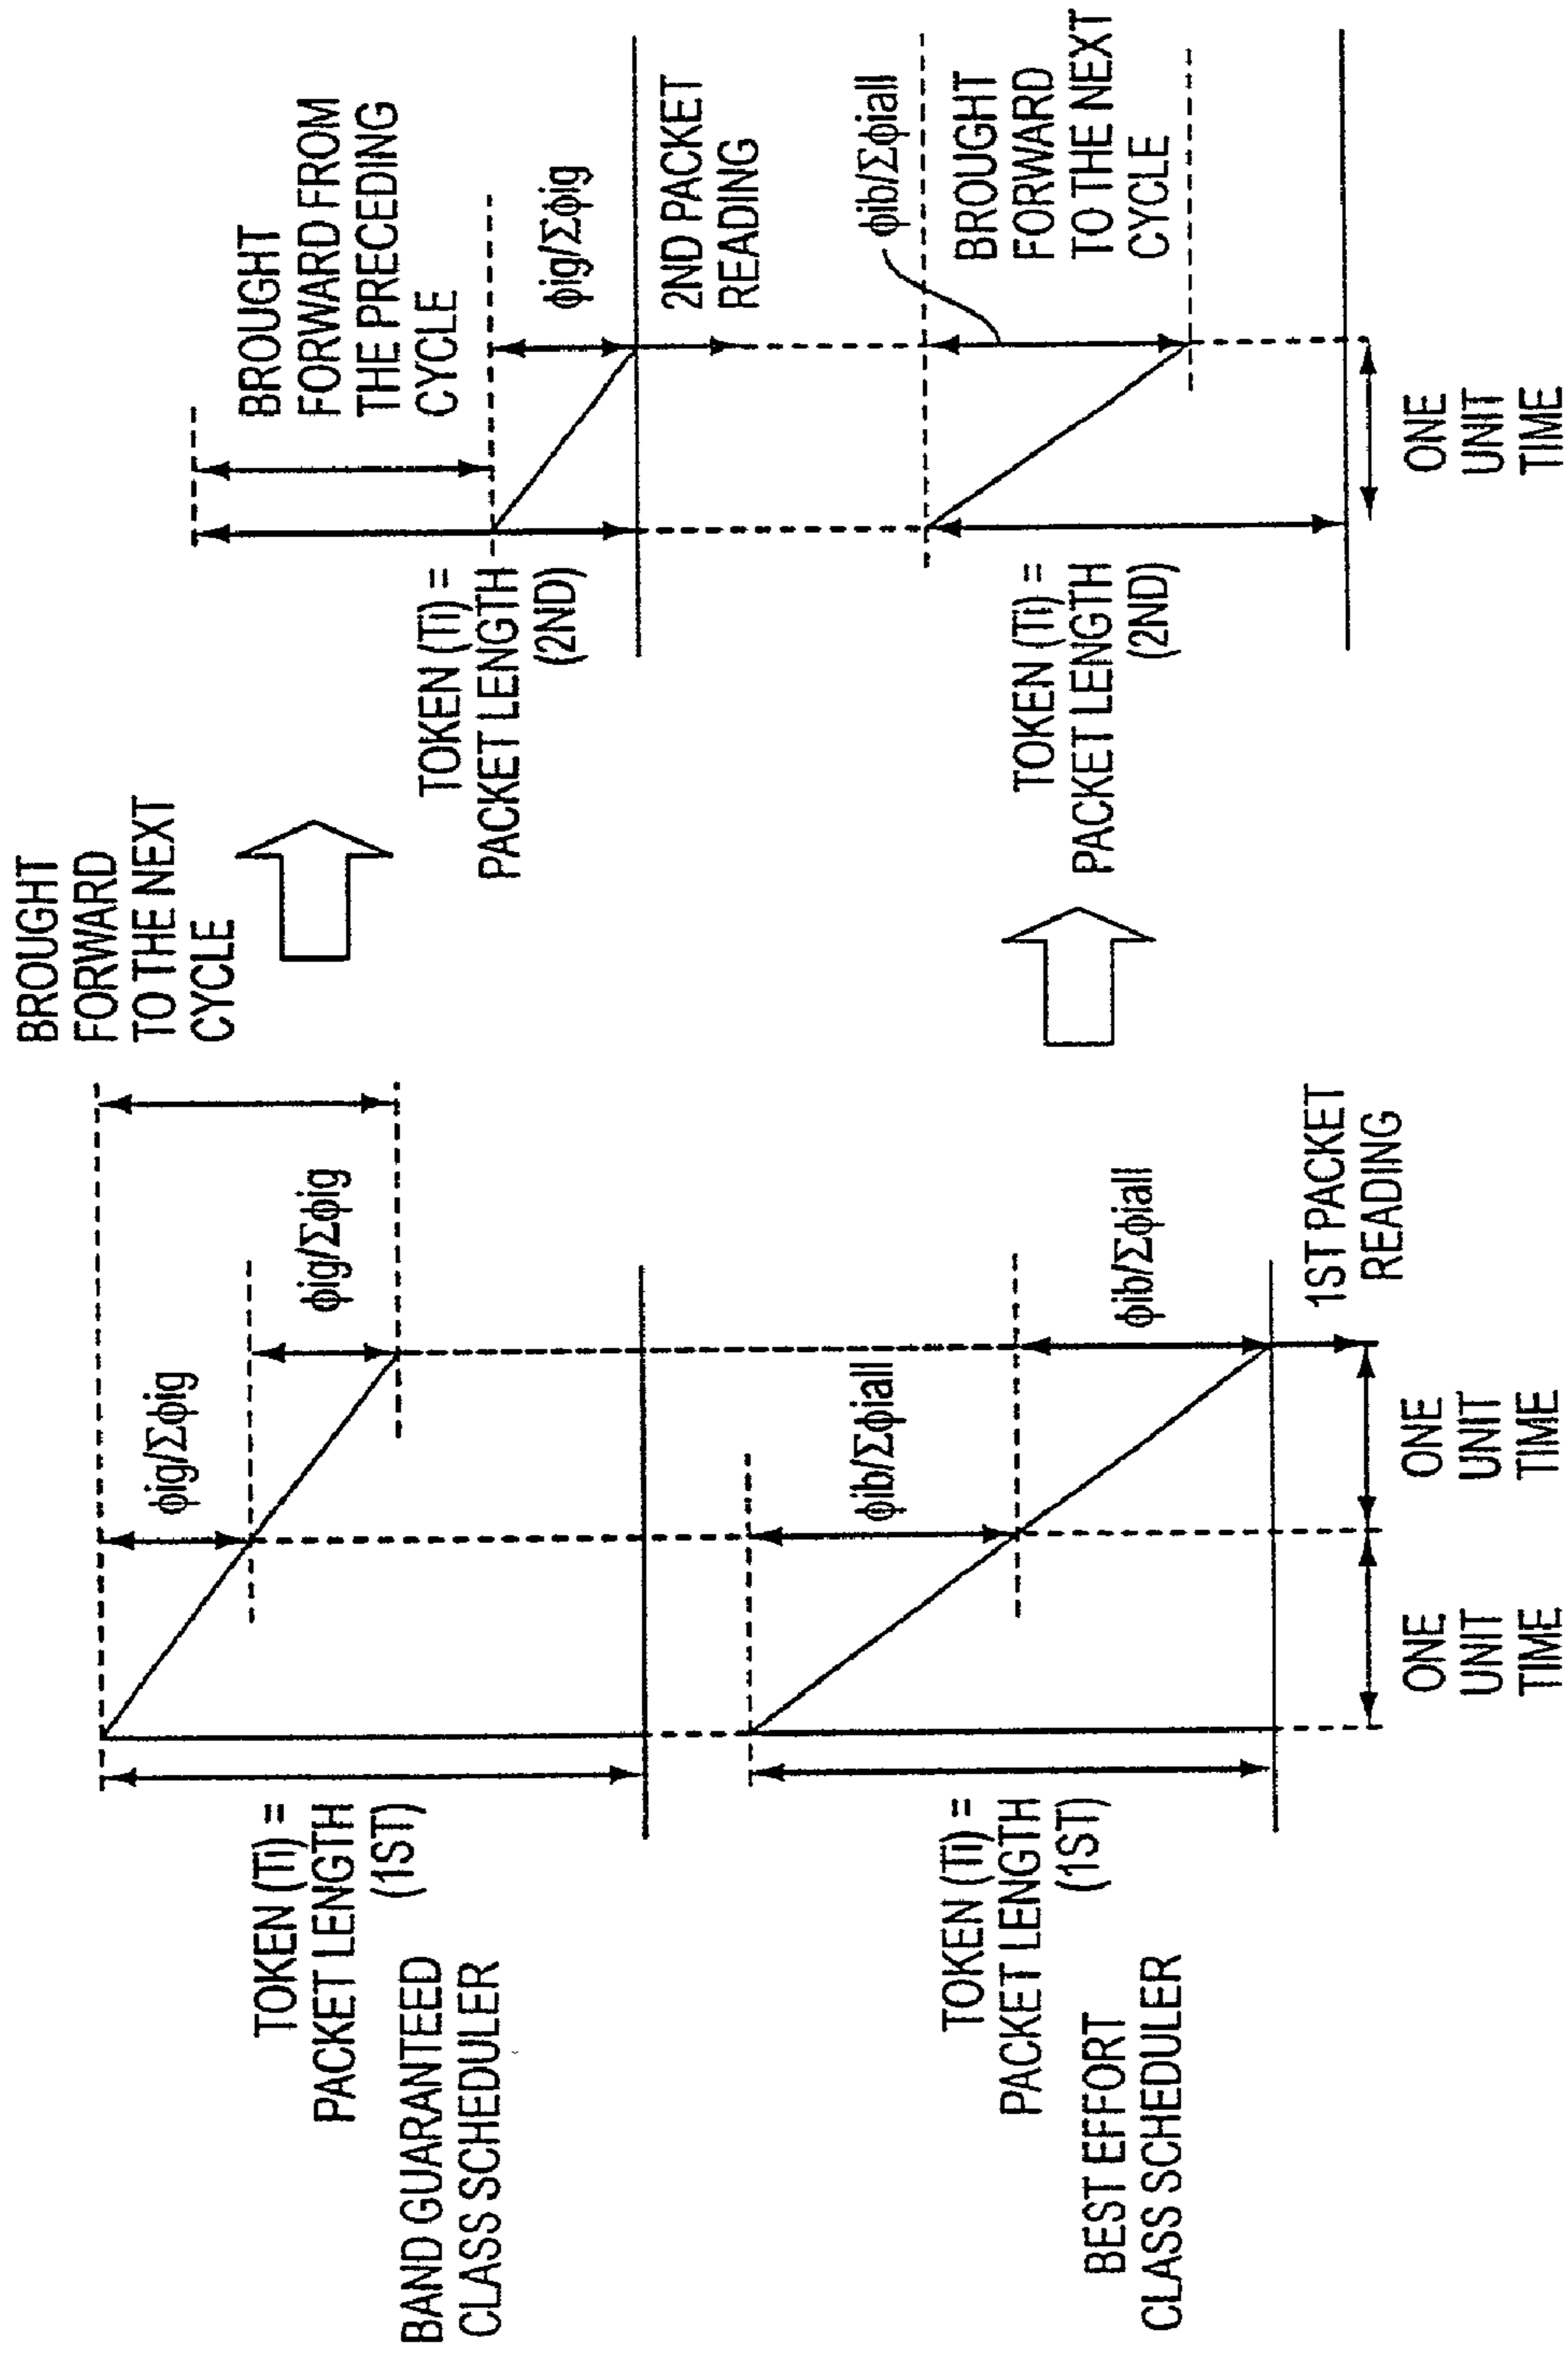 BROUGHT
FORWARD
TO THE NEXT
CYCLE
ϕig/Σϕig
ϕig/Σϕig
TOKEN (Ti) =
PACKET LENGTH
(1ST)
BAND GUARANTEED
CLASS SCHEDULER
ϕib/Σϕiall
ϕib/Σϕiall
TOKEN (Ti) =
PACKET LENGTH
(1ST)
BEST EFFORT
CLASS SCHEDULER
1ST PACKET
READING
ONE
UNIT
TIME
ONE
UNIT
TIME
BROUGHT
FORWARD FROM
THE PRECEDING
CYCLE
TOKEN (Ti) =
PACKET LENGTH
(2ND)
ϕig/Σϕig
2ND PACKET
READING
ϕib/Σϕiall
BROUGHT
FORWARD
TO THE NEXT
CYCLE
TOKEN (Ti) =
PACKET LENGTH
(2ND)
ONE
UNIT
TIME